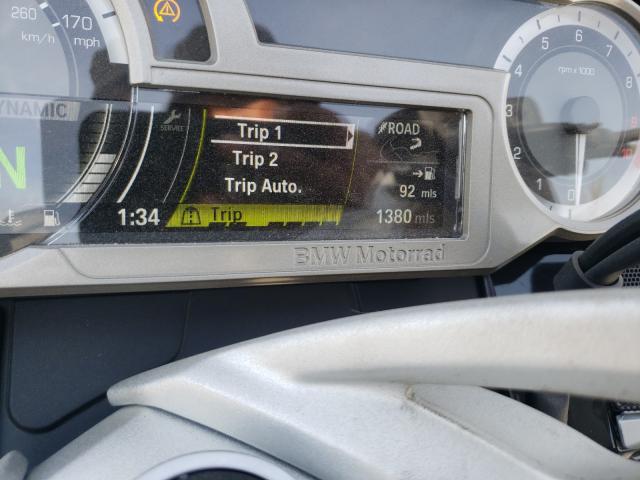 260
170
km/h
mph
DYNAMIC
N
SERVICE
Trip 1
Trip 2
Trip Auto.
ROAD
92 mls
1:34
Trip
1380 mls
BMW Motorrad
rpm x 1000
0
1
2
3
4
5
6
7
8